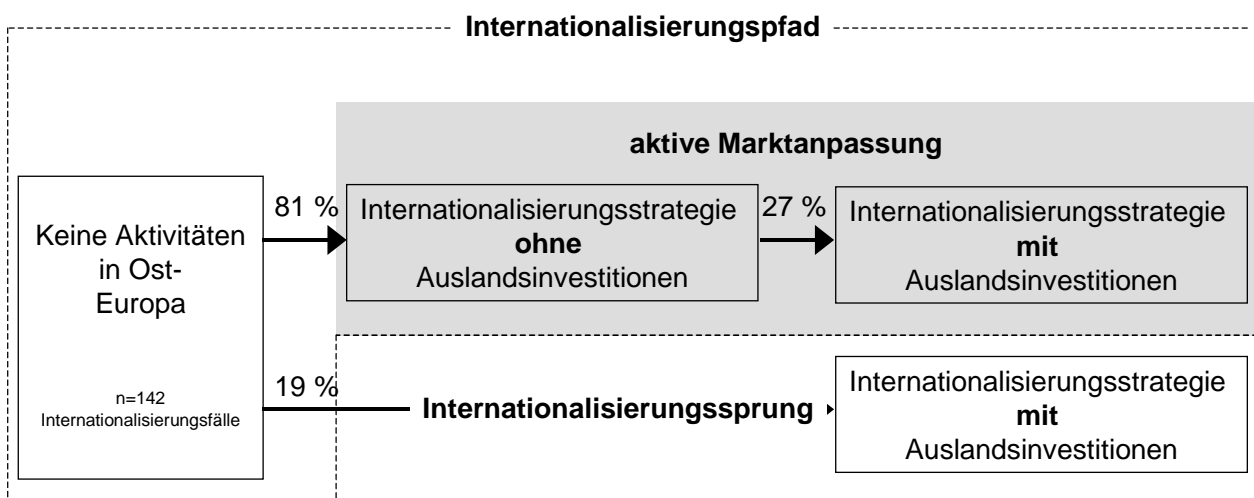 Internationalisierungspfad
aktive Marktanpassung
Keine Aktivitäten
in Ost-
Europa
n=142
Internationalisierungsfälle
81 %
Internationalisierungsstrategie
ohne
Auslandsinvestitionen
27 %
Internationalisierungsstrategie
mit
Auslandsinvestitionen
19 %
Internationalisierungssprung
Internationalisierungsstrategie
mit
Auslandsinvestitionen